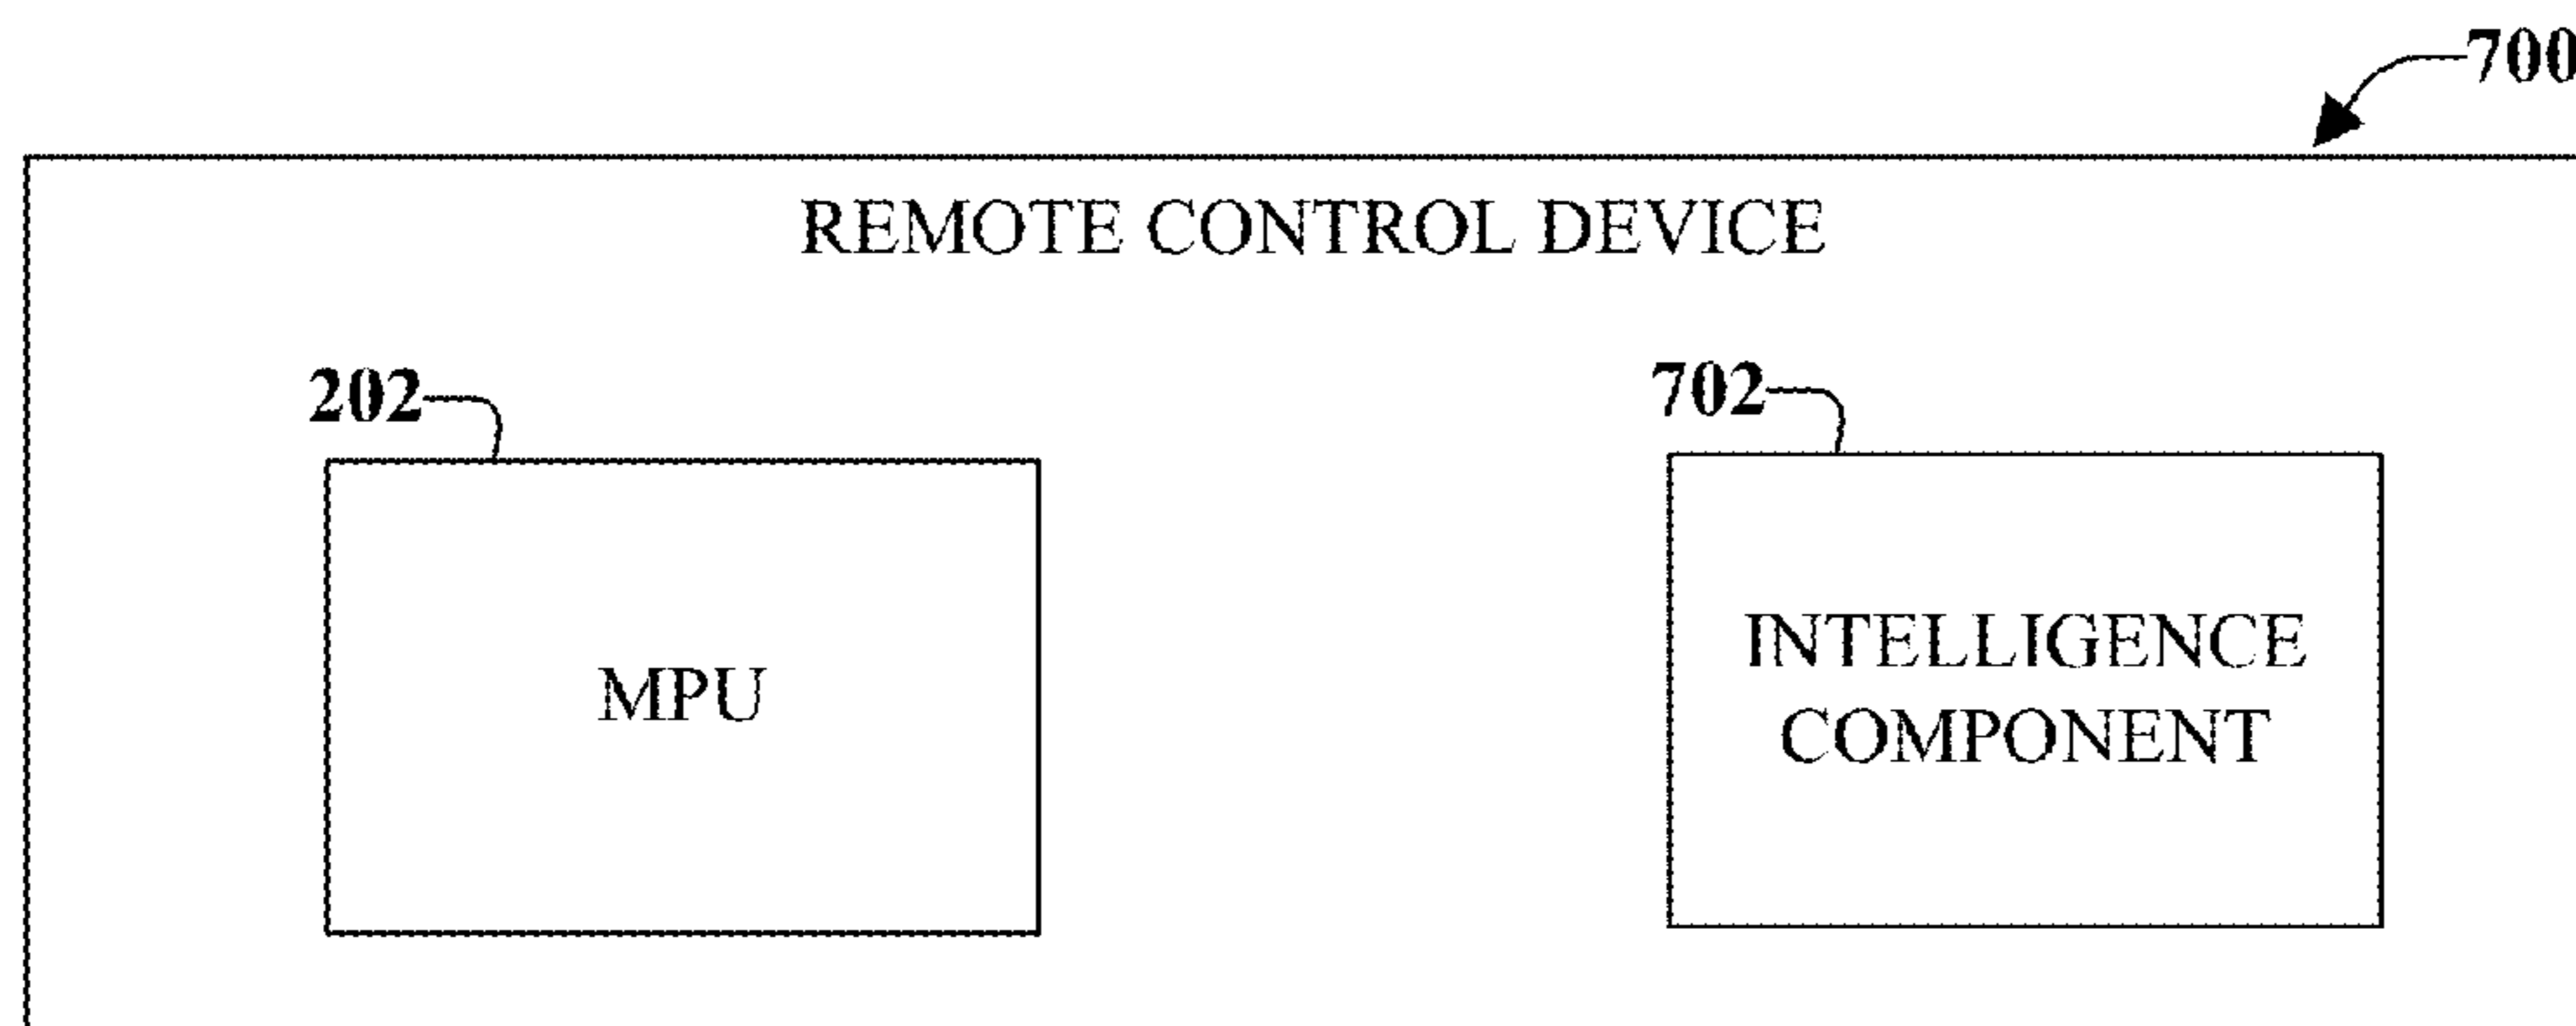 700
REMOTE CONTROL DEVICE
202
702
MPU
INTELLIGENCE
COMPONENT